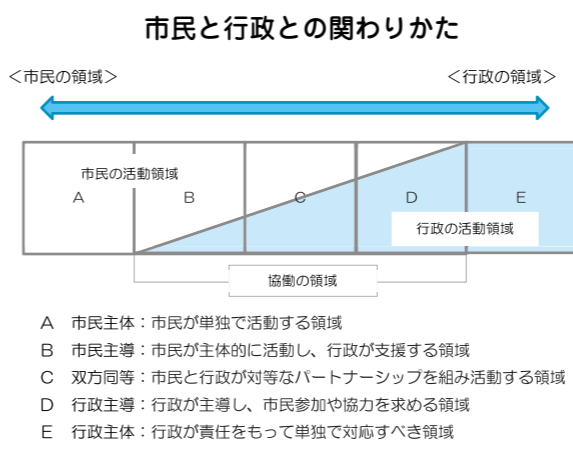 市民と行政との関わりかた
＜市民の領域＞ ＜行政の領域＞
市民の活動領域
A B C D E
行政の活動領域
協働の領域
A 市民主体：市民が単独で活動する領域
B 市民主導：市民が主体的に活動し、行政が支援する領域
C 双方同等：市民と行政が対等なパートナーシップを組み活動する領域
D 行政主導：行政が主導し、市民参加や協力を求める領域
E 行政主体：行政が責任をもって単独で対応すべき領域